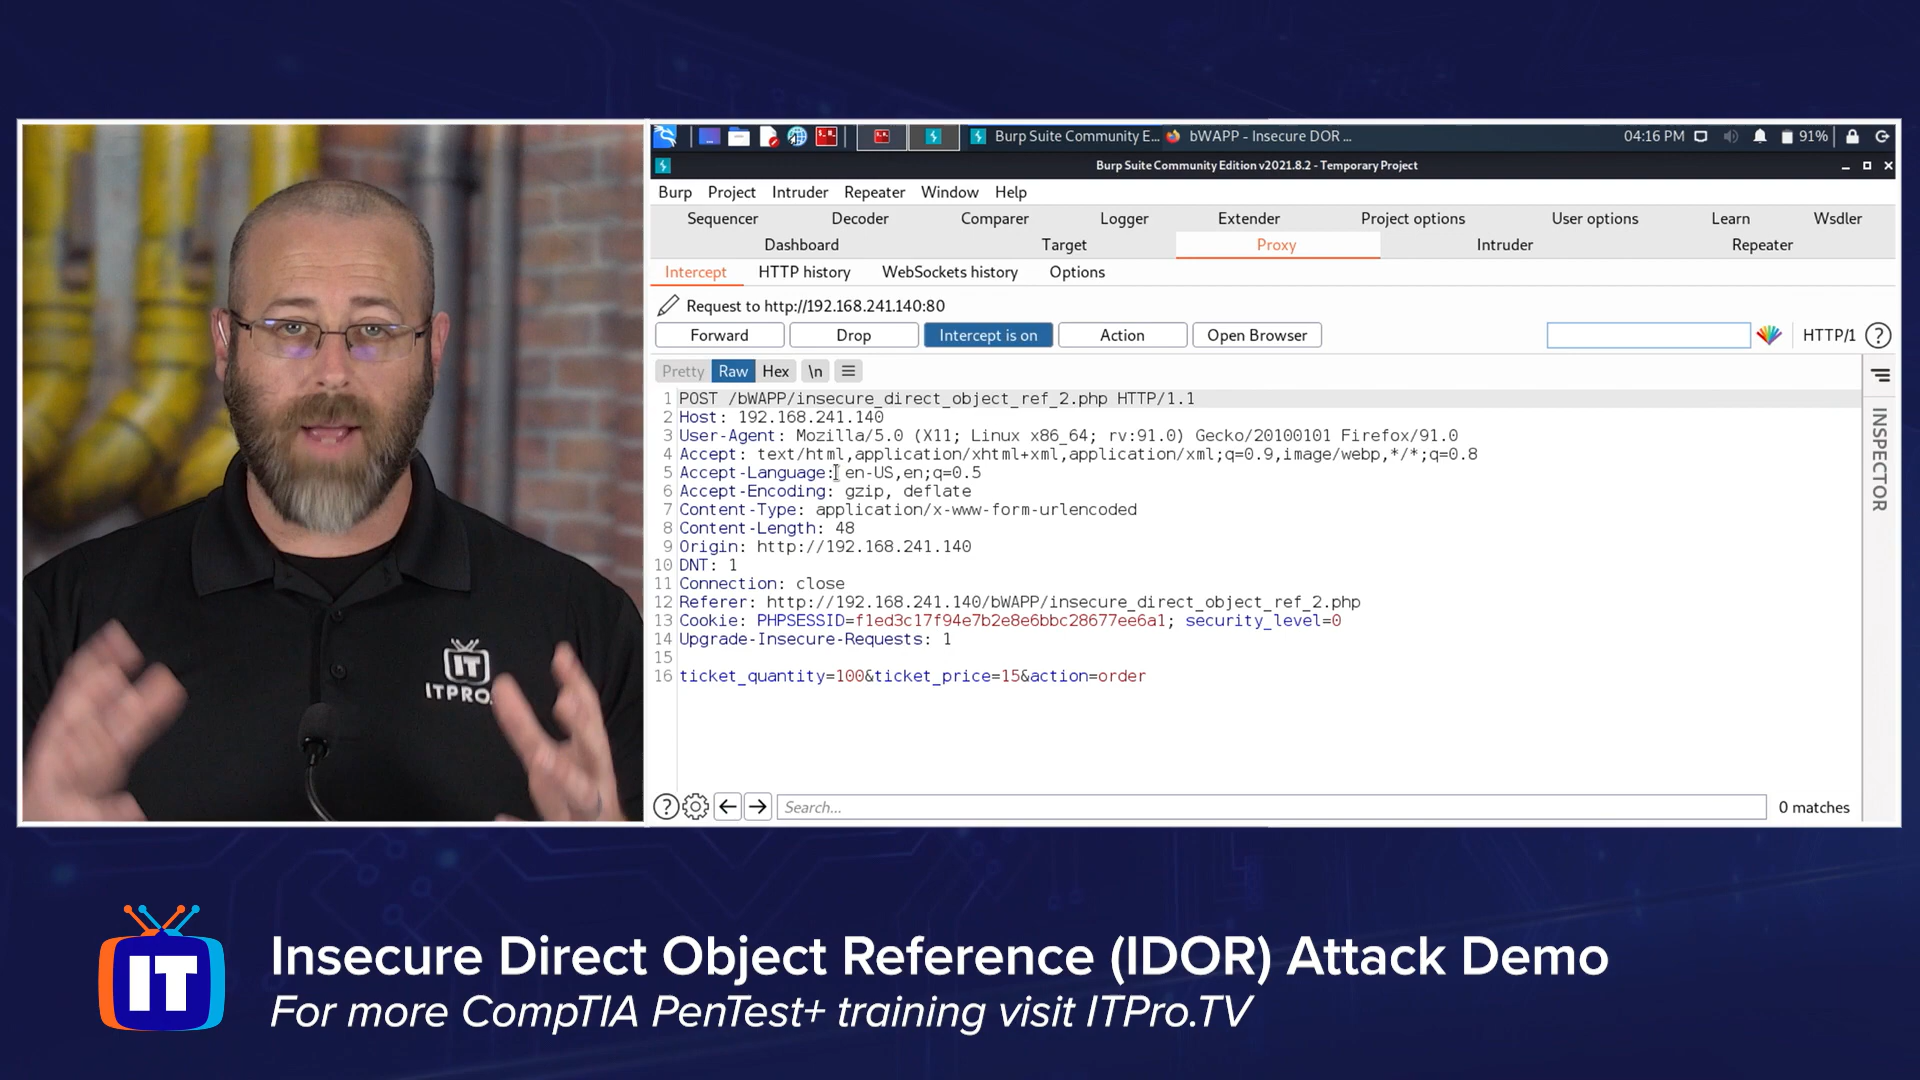 Burp Suite Community E...
bWAPP - Insecure DOR ...
04:16 PM
91%
Burp Suite Community Edition v2021.8.2 - Temporary Project
Burp Project Intruder Repeater Window Help
Sequencer Decoder Comparer Logger Extender Project options User options Learn Wsdler
Dashboard Target Proxy Intruder Repeater
Intercept HTTP history WebSockets history Options
Request to http://192.168.241.140:80
Forward Drop Intercept is on Action Open Browser HTTP/1 ?
Pretty Raw Hex \n
INSPECTOR
1 POST /bWAPP/insecure_direct_object_ref_2.php HTTP/1.1
2 Host: 192.168.241.140
3 User-Agent: Mozilla/5.0 (X11; Linux x86_64; rv:91.0) Gecko/20100101 Firefox/91.0
4 Accept: text/html,application/xhtml+xml,application/xml;q=0.9,image/webp,*/*;q=0.8
5 Accept-Language: en-US,en;q=0.5
6 Accept-Encoding: gzip, deflate
7 Content-Type: application/x-www-form-urlencoded
8 Content-Length: 48
9 Origin: http://192.168.241.140
10 DNT: 1
11 Connection: close
12 Referer: http://192.168.241.140/bWAPP/insecure_direct_object_ref_2.php
13 Cookie: PHPSESSID=f1ed3c17f94e7b2e8e6bbc28677ee6a1; security_level=0
14 Upgrade-Insecure-Requests: 1
15
16 ticket_quantity=100&ticket_price=15&action=order
? Search... 0 matches
IT
ITPRO.
IT
Insecure Direct Object Reference (IDOR) Attack Demo
For more CompTIA PenTest+ training visit ITPro.TV